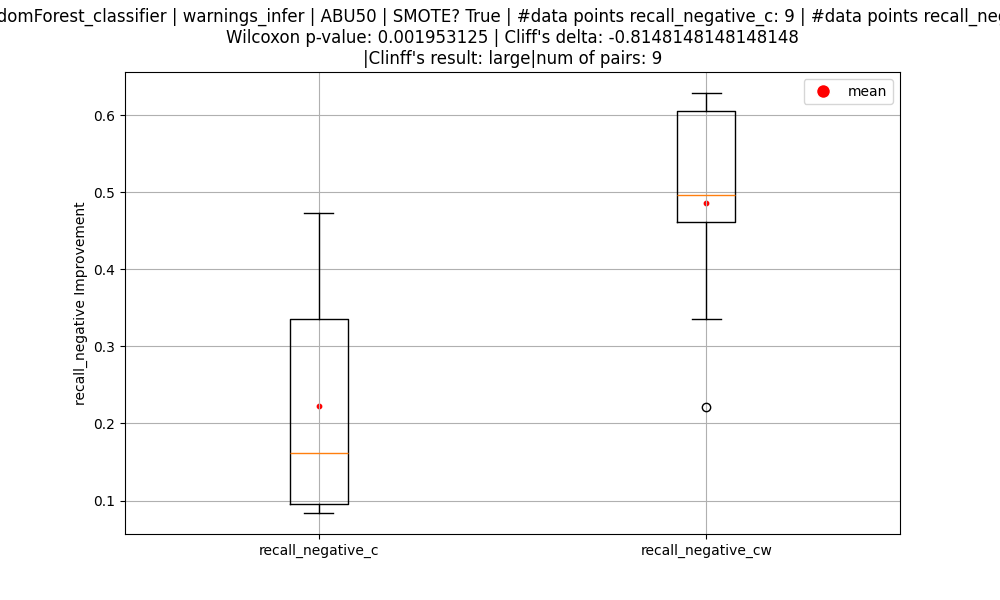 domForest_classifier | warnings_infer | ABU50 | SMOTE? True | #data points recall_negative_c: 9 | #data points recall_neg
Wilcoxon p-value: 0.001953125 | Cliff's delta: -0.8148148148148148
|Clinff's result: large|num of pairs: 9
mean
0.6
0.5
0.4
0.3
0.2
0.1
recall_negative Improvement
recall_negative_c
recall_negative_cw